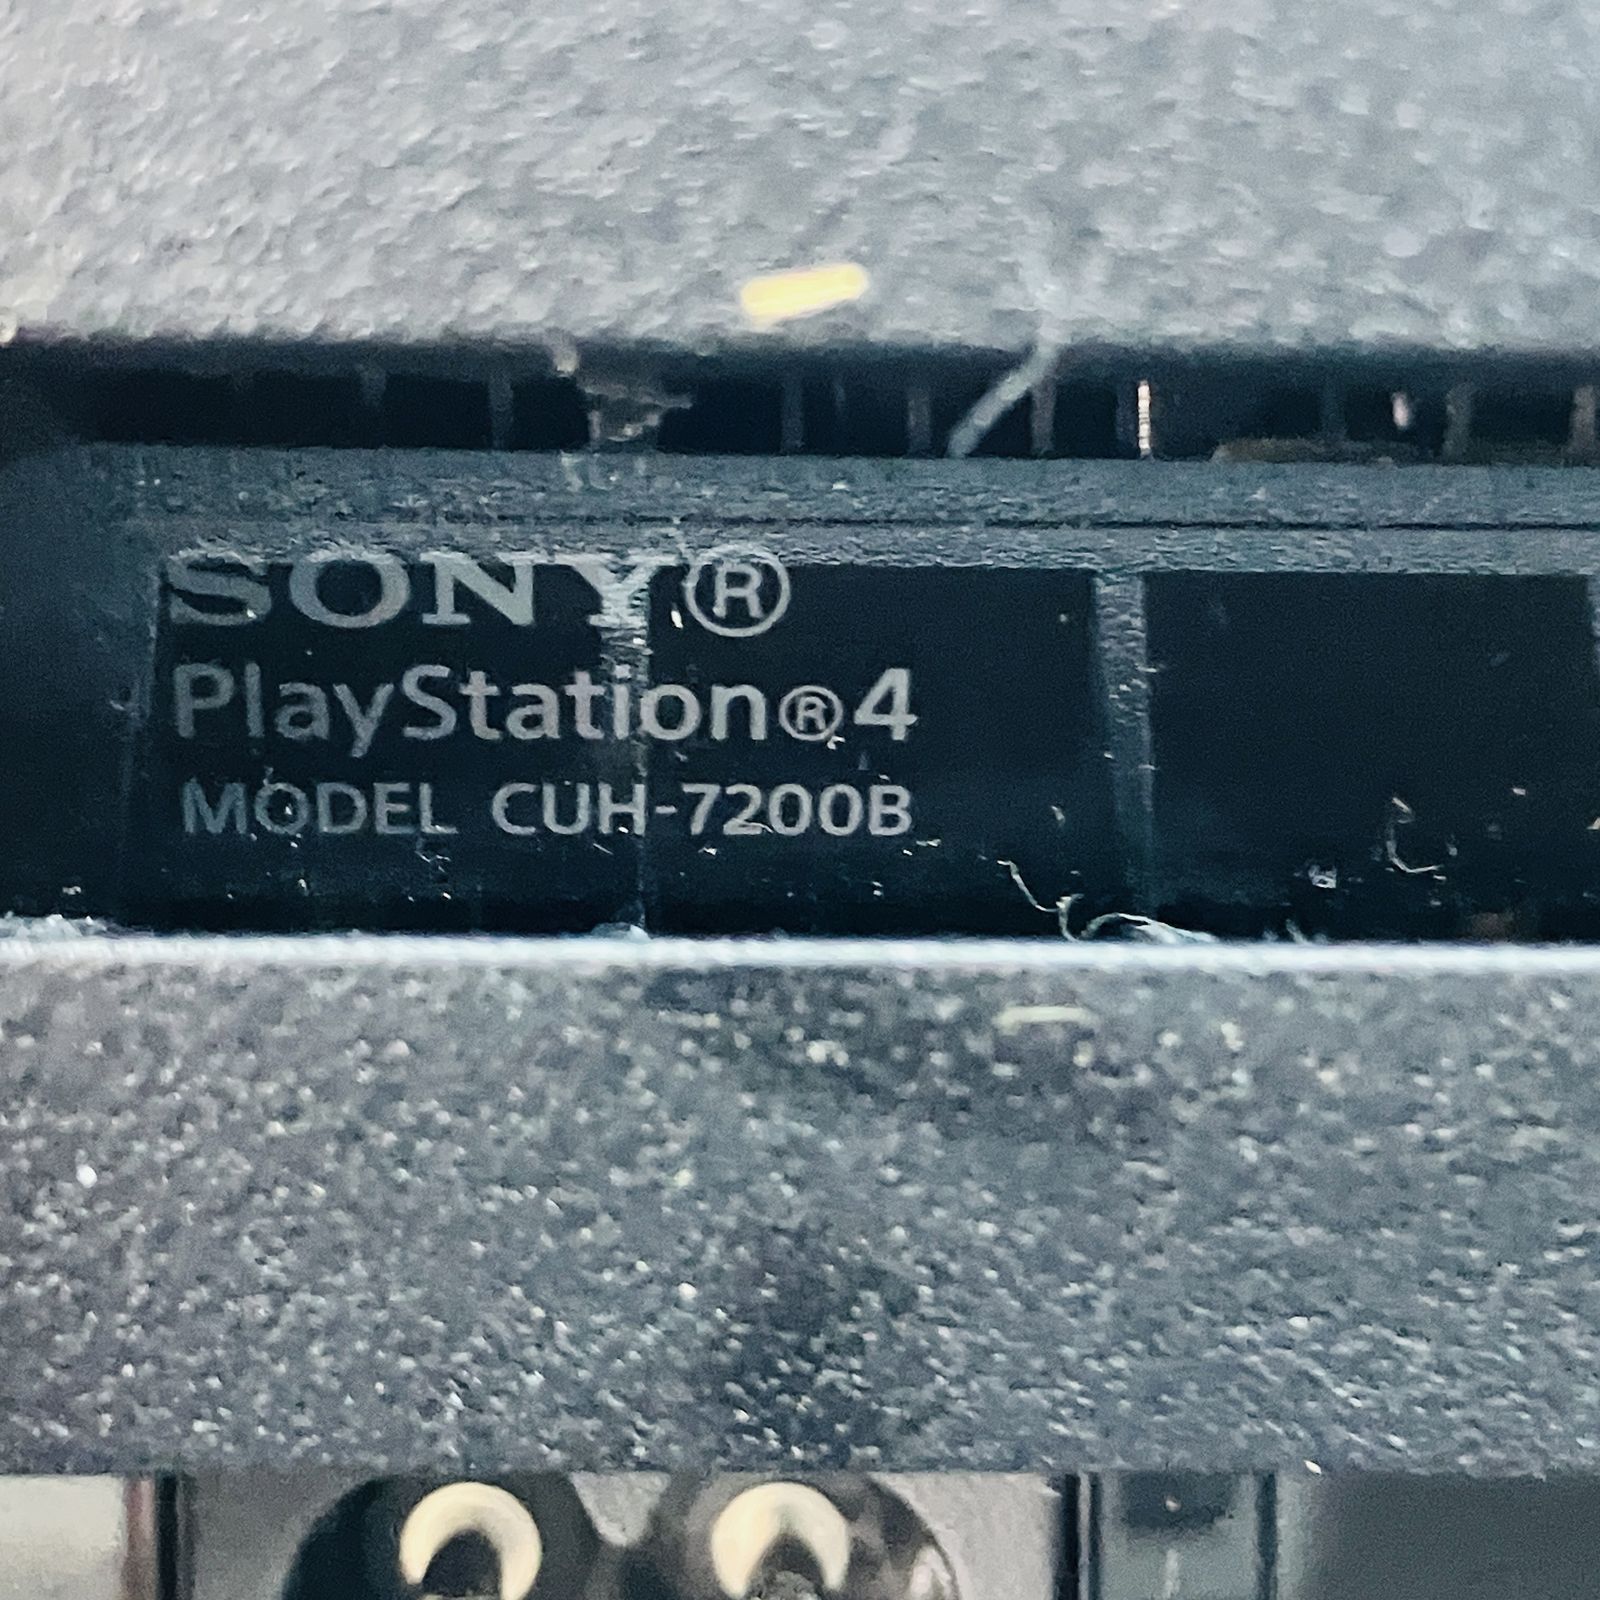 SONY®
PlayStation®4
MODEL CUH-7200B